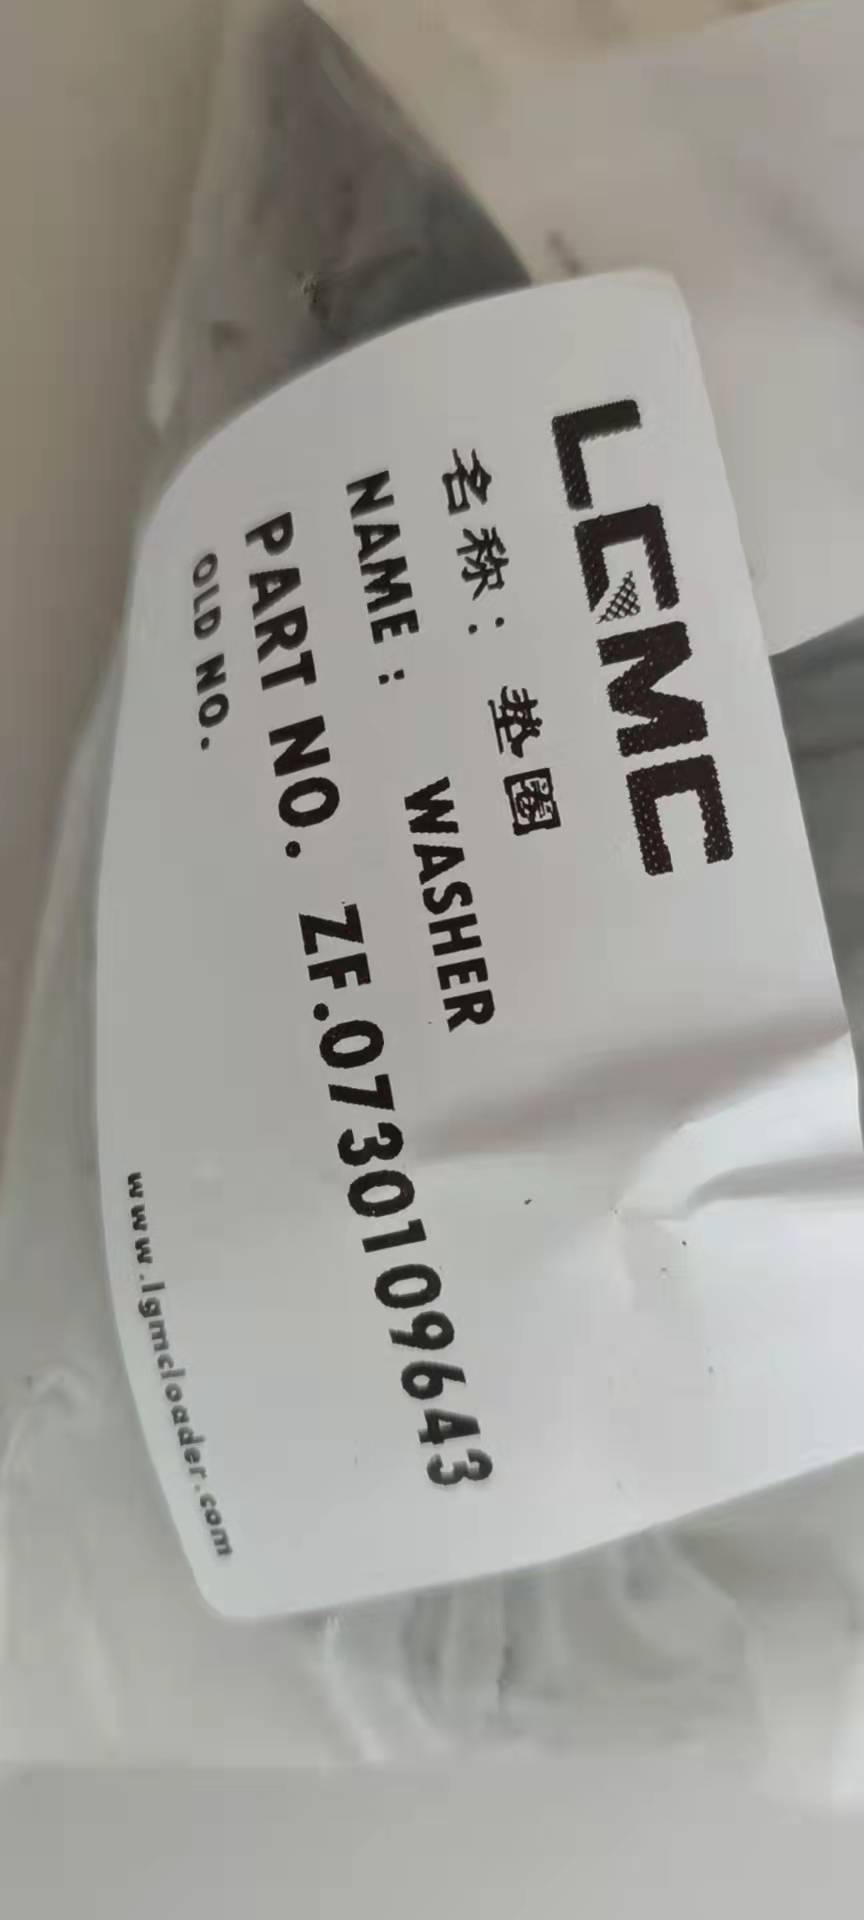 LGMC
名称： 垫圈
NAME： WASHER
PART NO. ZF.0730109643
OLD NO.
www.lgmcloader.com